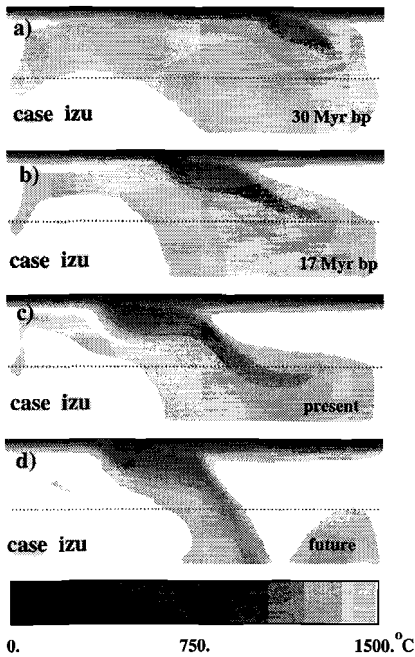 a)
case izu
30 Myr bp
b)
case izu
17 Myr bp
c)
case izu
present
d)
case izu
future
0.
750.
1500.°C